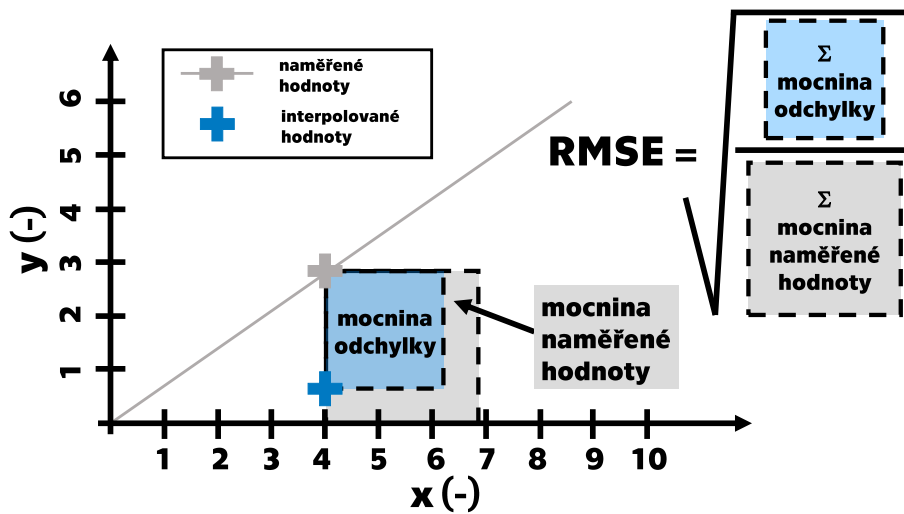 naměřené
hodnoty
interpolované
hodnoty
y (-)
6
5
4
3
2
1
1 2 3 4 5 6 7 8 9 10
x (-)
mocnina
odchylky
mocnina
naměřené
hodnoty
RMSE =
Σ
mocnina
odchylky
Σ
mocnina
naměřené
hodnoty